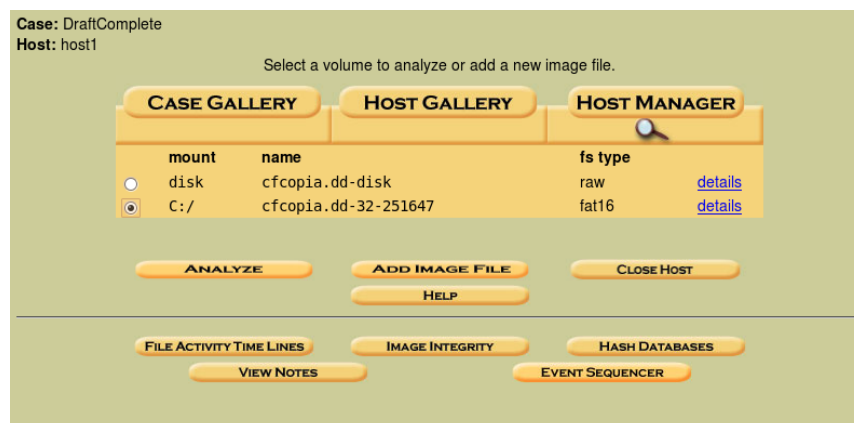 Case: DraftComplete
Host: host1
Select a volume to analyze or add a new image file.
CASE GALLERY HOST GALLERY HOST MANAGER
mount name fs type
disk cfcopia.dd-disk raw details
C:/ cfcopia.dd-32-251647 fat16 details
ANALYZE ADD IMAGE FILE CLOSE HOST
HELP
FILE ACTIVITY TIME LINES IMAGE INTEGRITY HASH DATABASES
VIEW NOTES EVENT SEQUENCER